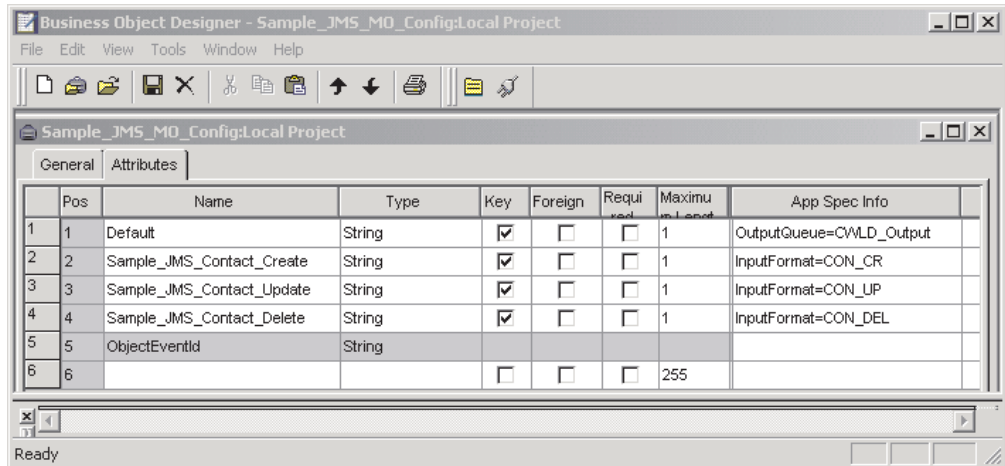 Business Object Designer - Sample_JMS_MO_Config:Local Project
File Edit View Tools Window Help
Sample_JMS_MO_Config:Local Project
General Attributes
Pos Name Type Key Foreign Requi Maximu App Spec Info
1 1 Default String 1 OutputQueue=CWLD_Output
2 2 Sample_JMS_Contact_Create String 1 InputFormat=CON_CR
3 3 Sample_JMS_Contact_Update String 1 InputFormat=CON_UP
4 4 Sample_JMS_Contact_Delete String 1 InputFormat=CON_DEL
5 5 ObjectEventId String
6 6 255
Ready